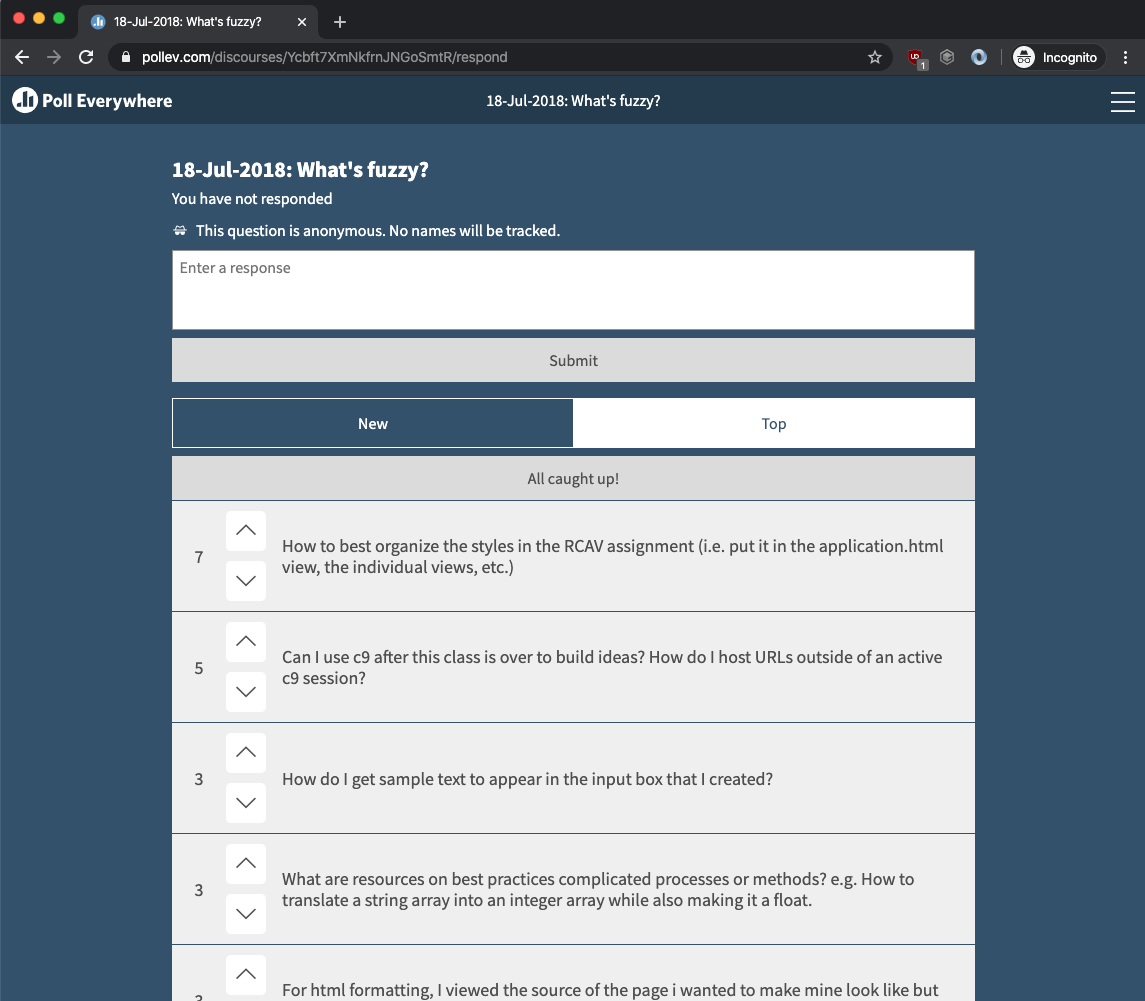 18-Jul-2018: What's fuzzy?
pollev.com/discourses/Ycbft7XmNkfrnJNGoSmtR/respond
1
Incognito
Poll Everywhere
18-Jul-2018: What's fuzzy?
18-Jul-2018: What's fuzzy?
You have not responded
This question is anonymous. No names will be tracked.
Enter a response
Submit
New
Top
All caught up!
7
How to best organize the styles in the RCAV assignment (i.e. put it in the application.html
view, the individual views, etc.)
5
Can I use c9 after this class is over to build ideas? How do I host URLs outside of an active
c9 session?
3
How do I get sample text to appear in the input box that I created?
3
What are resources on best practices complicated processes or methods? e.g. How to
translate a string array into an integer array while also making it a float.
For html formatting, I viewed the source of the page i wanted to make mine look like but